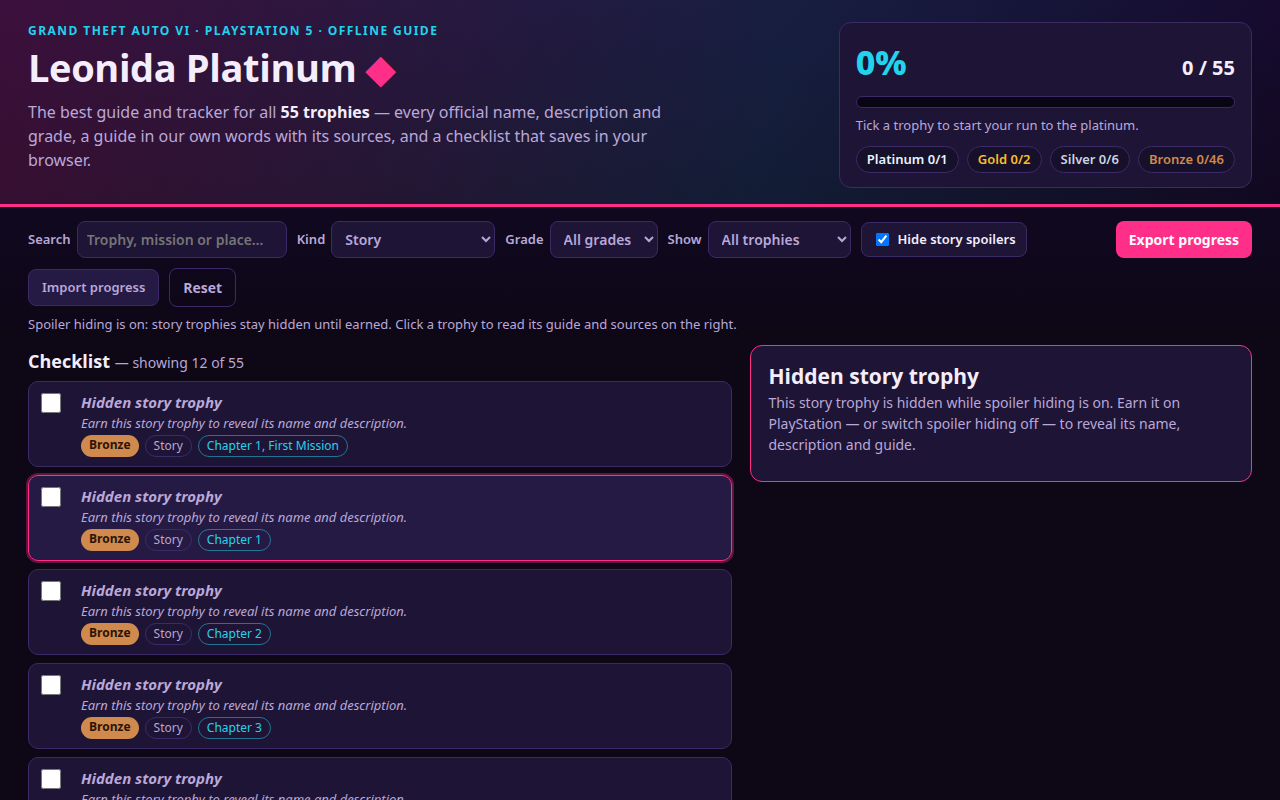 GRAND THEFT AUTO VI · PLAYSTATION 5 · OFFLINE GUIDE
Leonida Platinum
The best guide and tracker for all 55 trophies — every official name, description and
grade, a guide in our own words with its sources, and a checklist that saves in your
browser.
0%
0 / 55
Tick a trophy to start your run to the platinum.
Platinum 0/1
Gold 0/2
Silver 0/6
Bronze 0/46
Search
Trophy, mission or place...
Kind
Story
Grade
All grades
Show
All trophies
Hide story spoilers
Export progress
Import progress
Reset
Spoiler hiding is on: story trophies stay hidden until earned. Click a trophy to read its guide and sources on the right.
Checklist — showing 12 of 55
Hidden story trophy
Earn this story trophy to reveal its name and description.
Bronze
Story
Chapter 1, First Mission
Hidden story trophy
Earn this story trophy to reveal its name and description.
Bronze
Story
Chapter 1
Hidden story trophy
Earn this story trophy to reveal its name and description.
Bronze
Story
Chapter 2
Hidden story trophy
Earn this story trophy to reveal its name and description.
Bronze
Story
Chapter 3
Hidden story trophy
Earn this story trophy to reveal its name and description.
Hidden story trophy
This story trophy is hidden while spoiler hiding is on. Earn it on
PlayStation — or switch spoiler hiding off — to reveal its name,
description and guide.